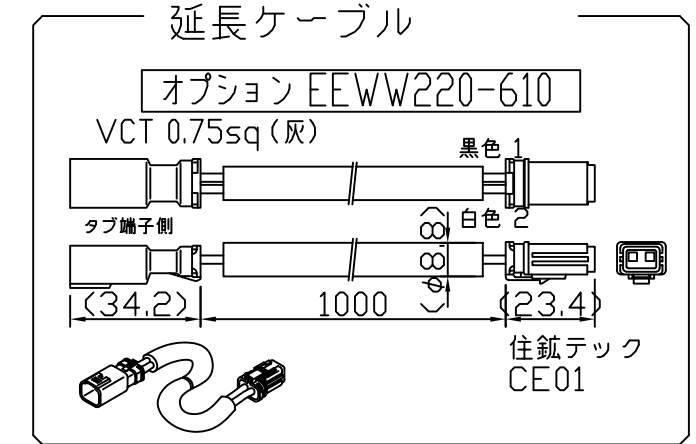 延長ケーブル
オプション EEWW220-610
VCT 0.75sq(灰)
黒色 1
タブ端子側
白色 2
(φ8.8)
(34.2)
1000
(23.4)
住鉱テック
CE01